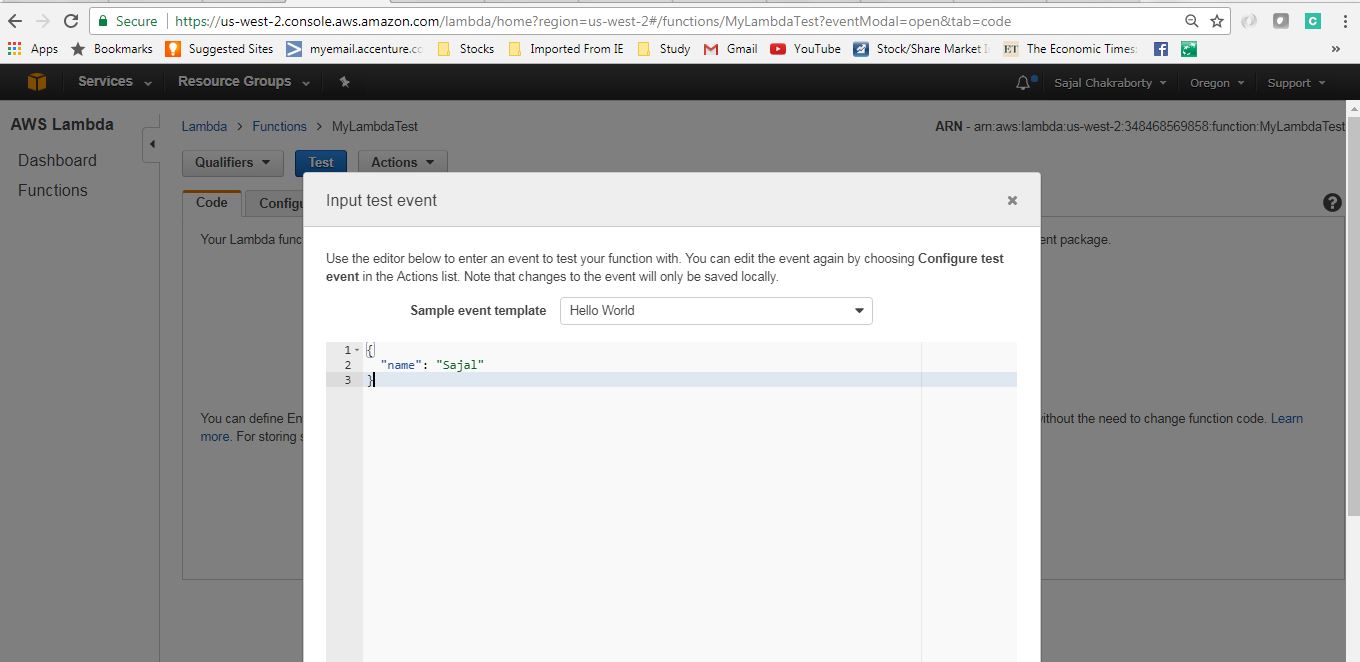 Secure https://us-west-2.console.aws.amazon.com/lambda/home?region=us-west-2#/functions/MyLambdaTest?eventModal=open&tab=code
Apps Bookmarks Suggested Sites myemail.accenture.co Stocks Imported From IE Study Gmail YouTube Stock/Share Market I ET The Economic Times: »
Services Resource Groups Sajal Chakraborty Oregon Support
AWS Lambda
Lambda > Functions > MyLambdaTest ARN - arn:aws:lambda:us-west-2:348468569858:function:MyLambdaTest
Dashboard
Qualifiers Test Actions
Functions
Code Configu
Input test event
Your Lambda func ent package.
Use the editor below to enter an event to test your function with. You can edit the event again by choosing Configure test
event in the Actions list. Note that changes to the event will only be saved locally.
Sample event template Hello World
1 {
2 "name": "Sajal"
3 }
You can define En ithout the need to change function code. Learn
more. For storing s